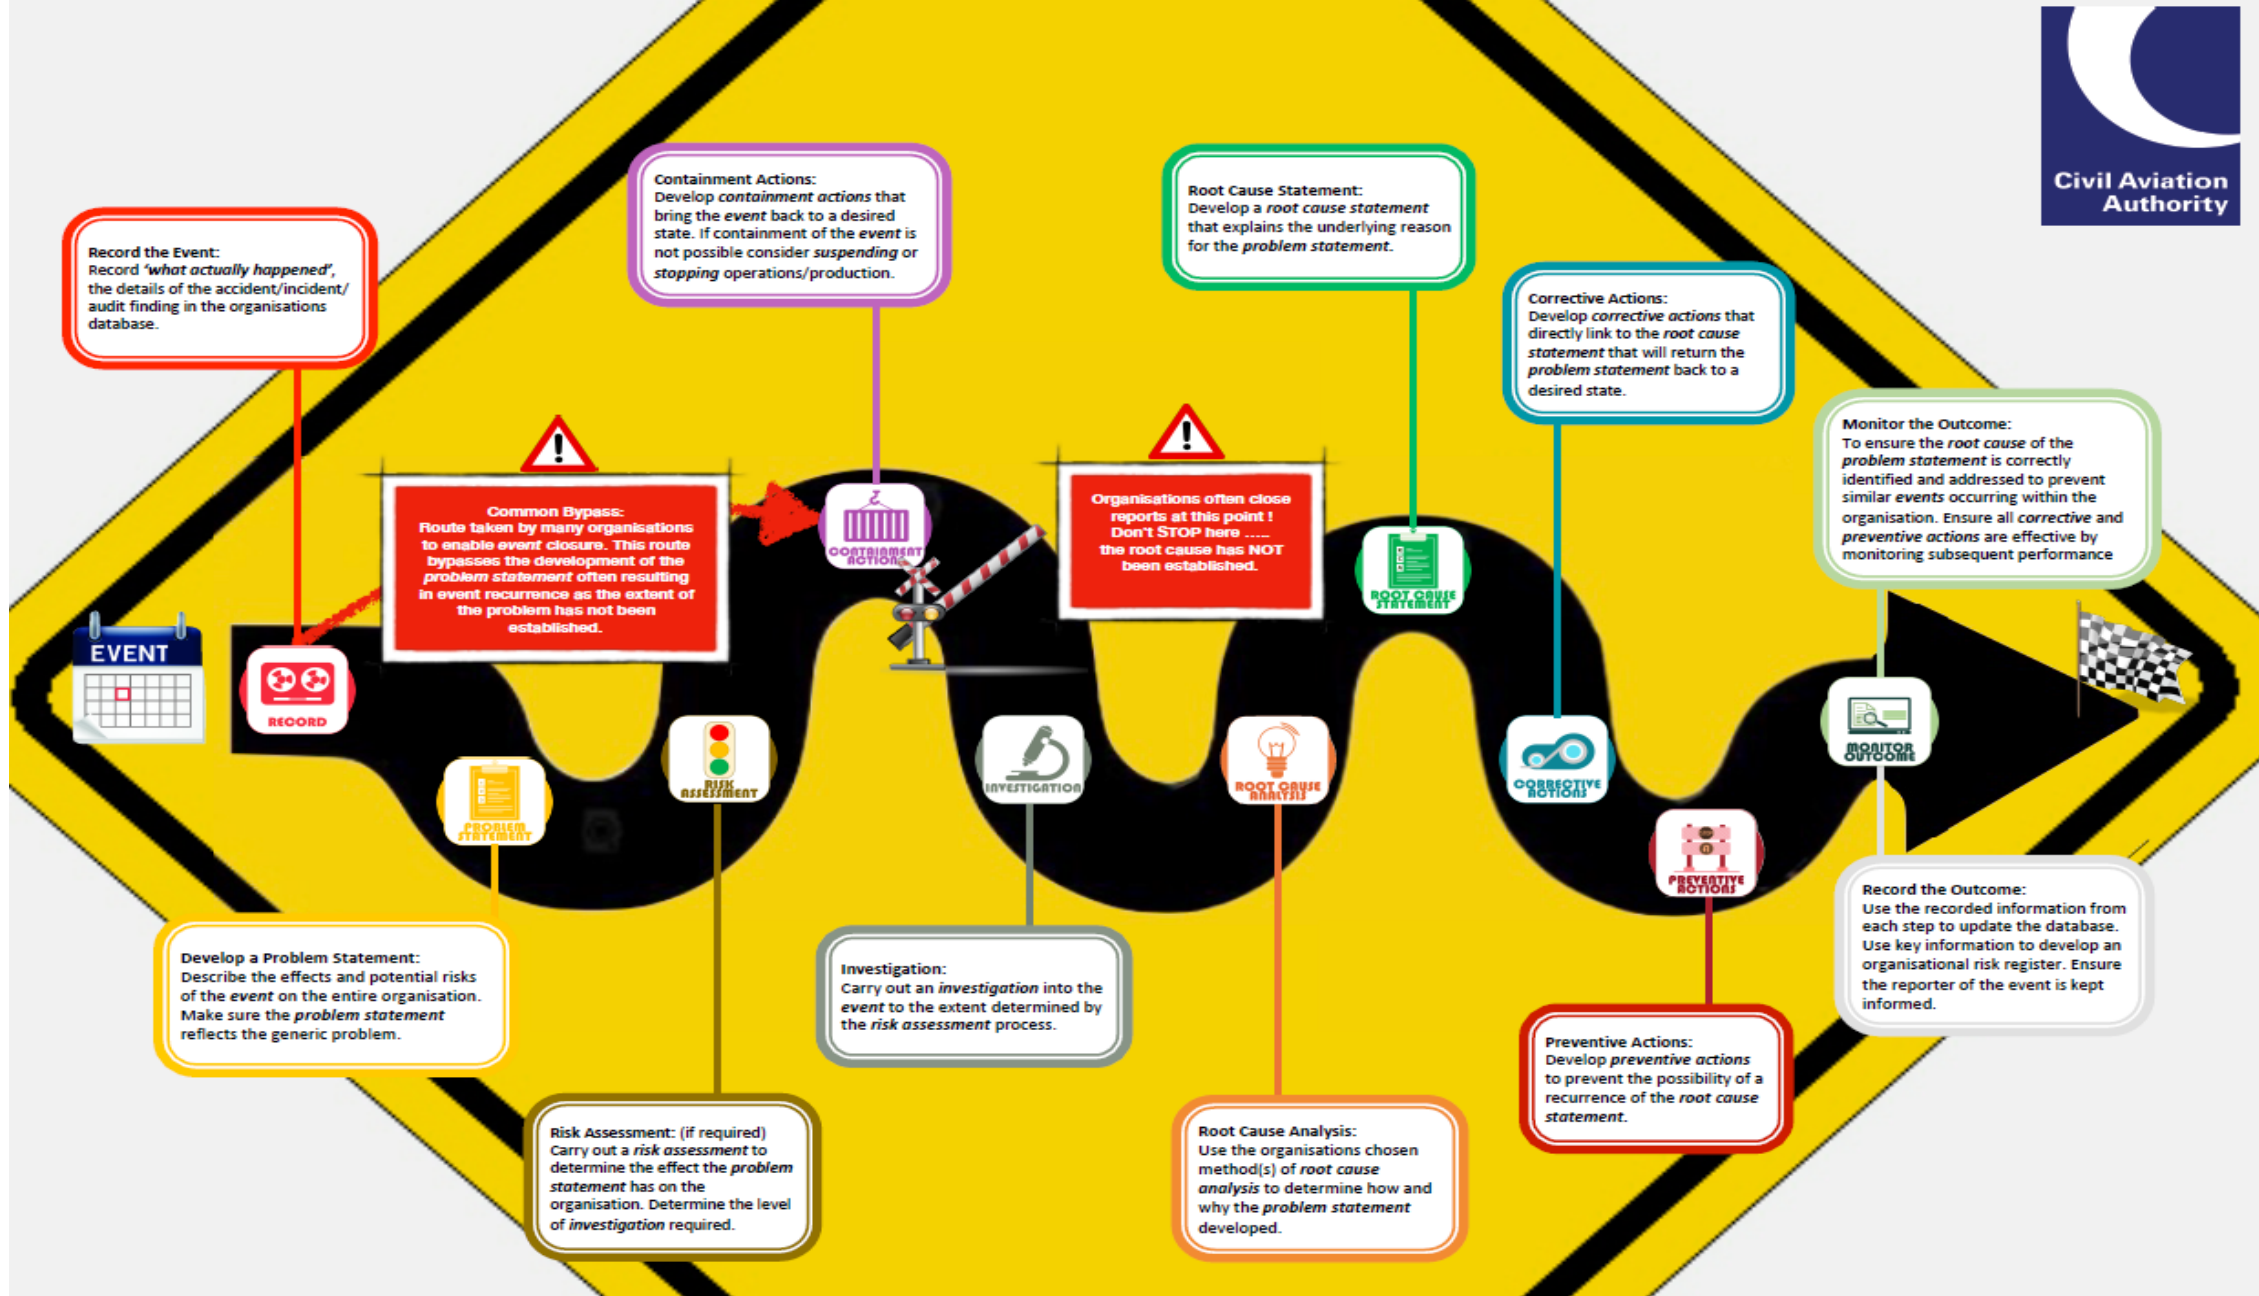 Civil Aviation
Authority
Record the Event:
Record ‘what actually happened’,
the details of the accident/incident/
audit finding in the organisations
database.
Containment Actions:
Develop containment actions that
bring the event back to a desired
state. If containment of the event is
not possible consider suspending or
stopping operations/production.
Root Cause Statement:
Develop a root cause statement
that explains the underlying reason
for the problem statement.
Corrective Actions:
Develop corrective actions that
directly link to the root cause
statement that will return the
problem statement back to a
desired state.
Monitor the Outcome:
To ensure the root cause of the
problem statement is correctly
identified and addressed to prevent
similar events occurring within the
organisation. Ensure all corrective and
preventive actions are effective by
monitoring subsequent performance
Common Bypass:
Route taken by many organisations
to enable event closure. This route
bypasses the development of the
problem statement often resulting
in event recurrence as the extent of
the problem has not been
established.
Organisations often close
reports at this point !
Don't STOP here .....
the root cause has NOT
been established.
EVENT
RECORD
PROBLEM
STATEMENT
RISK
ASSESSMENT
CONTAINMENT
ACTIONS
INVESTIGATION
ROOT CAUSE
ANALYSIS
ROOT CAUSE
STATEMENT
CORRECTIVE
ACTIONS
PREVENTIVE
ACTIONS
MONITOR
OUTCOME
Develop a Problem Statement:
Describe the effects and potential risks
of the event on the entire organisation.
Make sure the problem statement
reflects the generic problem.
Risk Assessment: (if required)
Carry out a risk assessment to
determine the effect the problem
statement has on the
organisation. Determine the level
of investigation required.
Investigation:
Carry out an investigation into the
event to the extent determined by
the risk assessment process.
Root Cause Analysis:
Use the organisations chosen
method(s) of root cause
analysis to determine how and
why the problem statement
developed.
Preventive Actions:
Develop preventive actions
to prevent the possibility of a
recurrence of the root cause
statement.
Record the Outcome:
Use the recorded information from
each step to update the database.
Use key information to develop an
organisational risk register. Ensure
the reporter of the event is kept
informed.